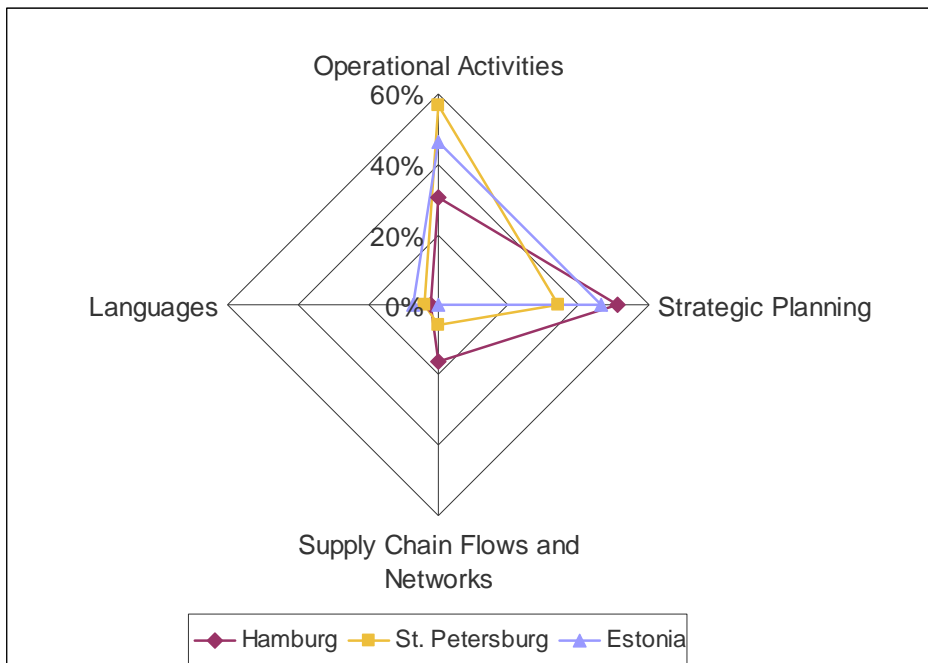 Operational Activities
60%
40%
20%
0%
Languages
Strategic Planning
Supply Chain Flows and
Networks
Hamburg
St. Petersburg
Estonia